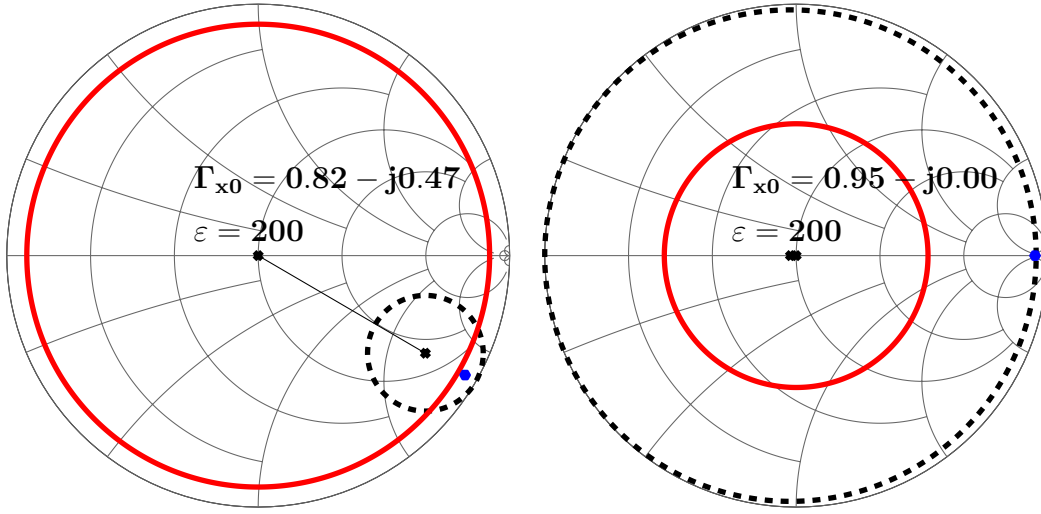 Γx0 = 0.82 − j0.47
ε = 200
Γx0 = 0.95 − j0.00
ε = 200